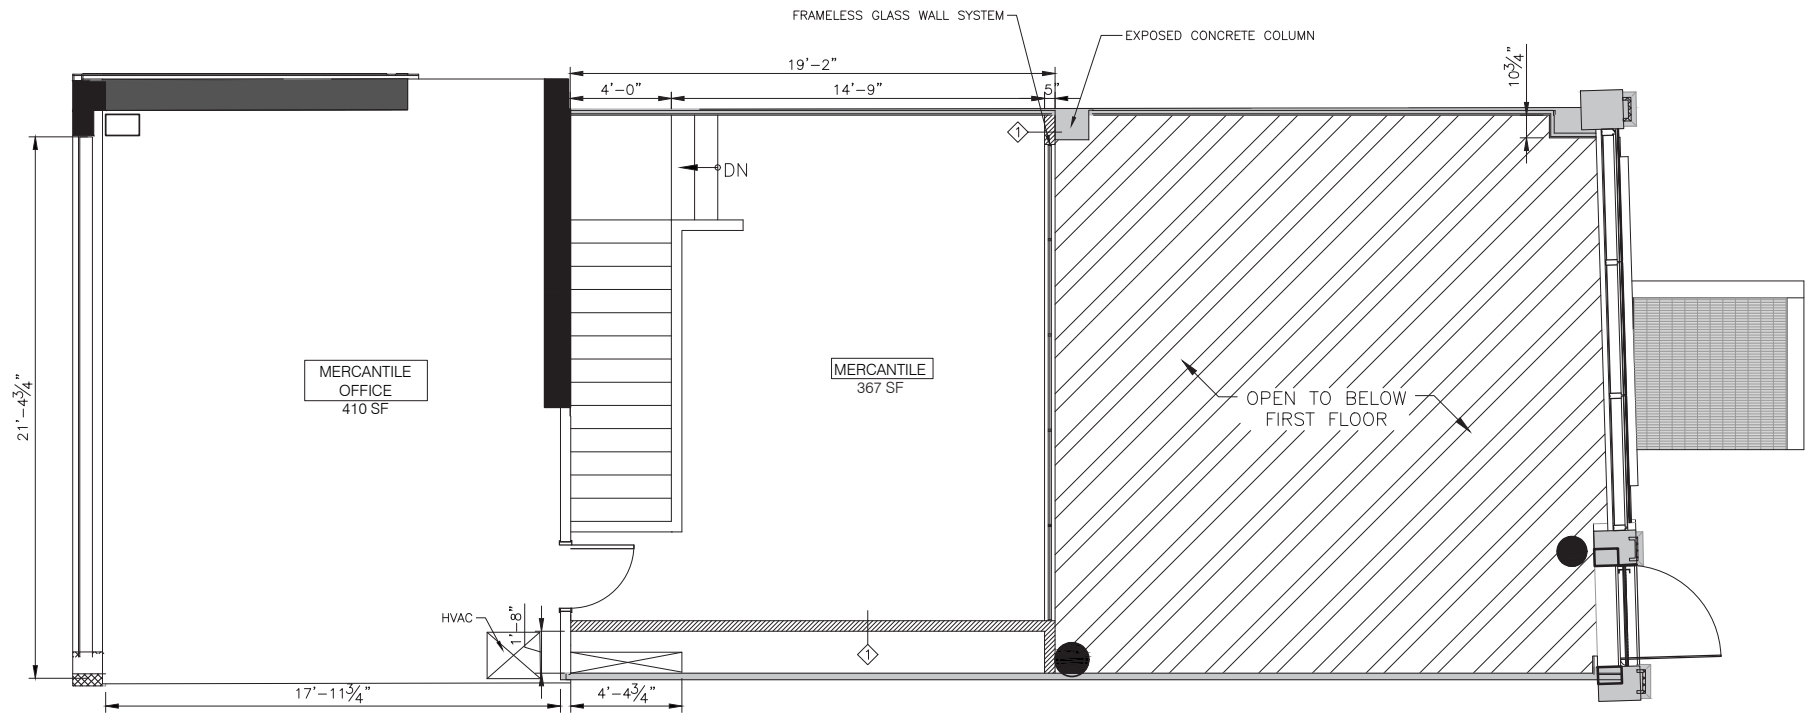 FRAMELESS GLASS WALL SYSTEM
EXPOSED CONCRETE COLUMN
19'-2"
10¾"
4'-0"
14'-9"
5"
1
DN
MERCANTILE
OFFICE
410 SF
MERCANTILE
367 SF
OPEN TO BELOW
FIRST FLOOR
21'-4¾"
HVAC
1'-8"
1
17'-11¾"
4'-4¾"